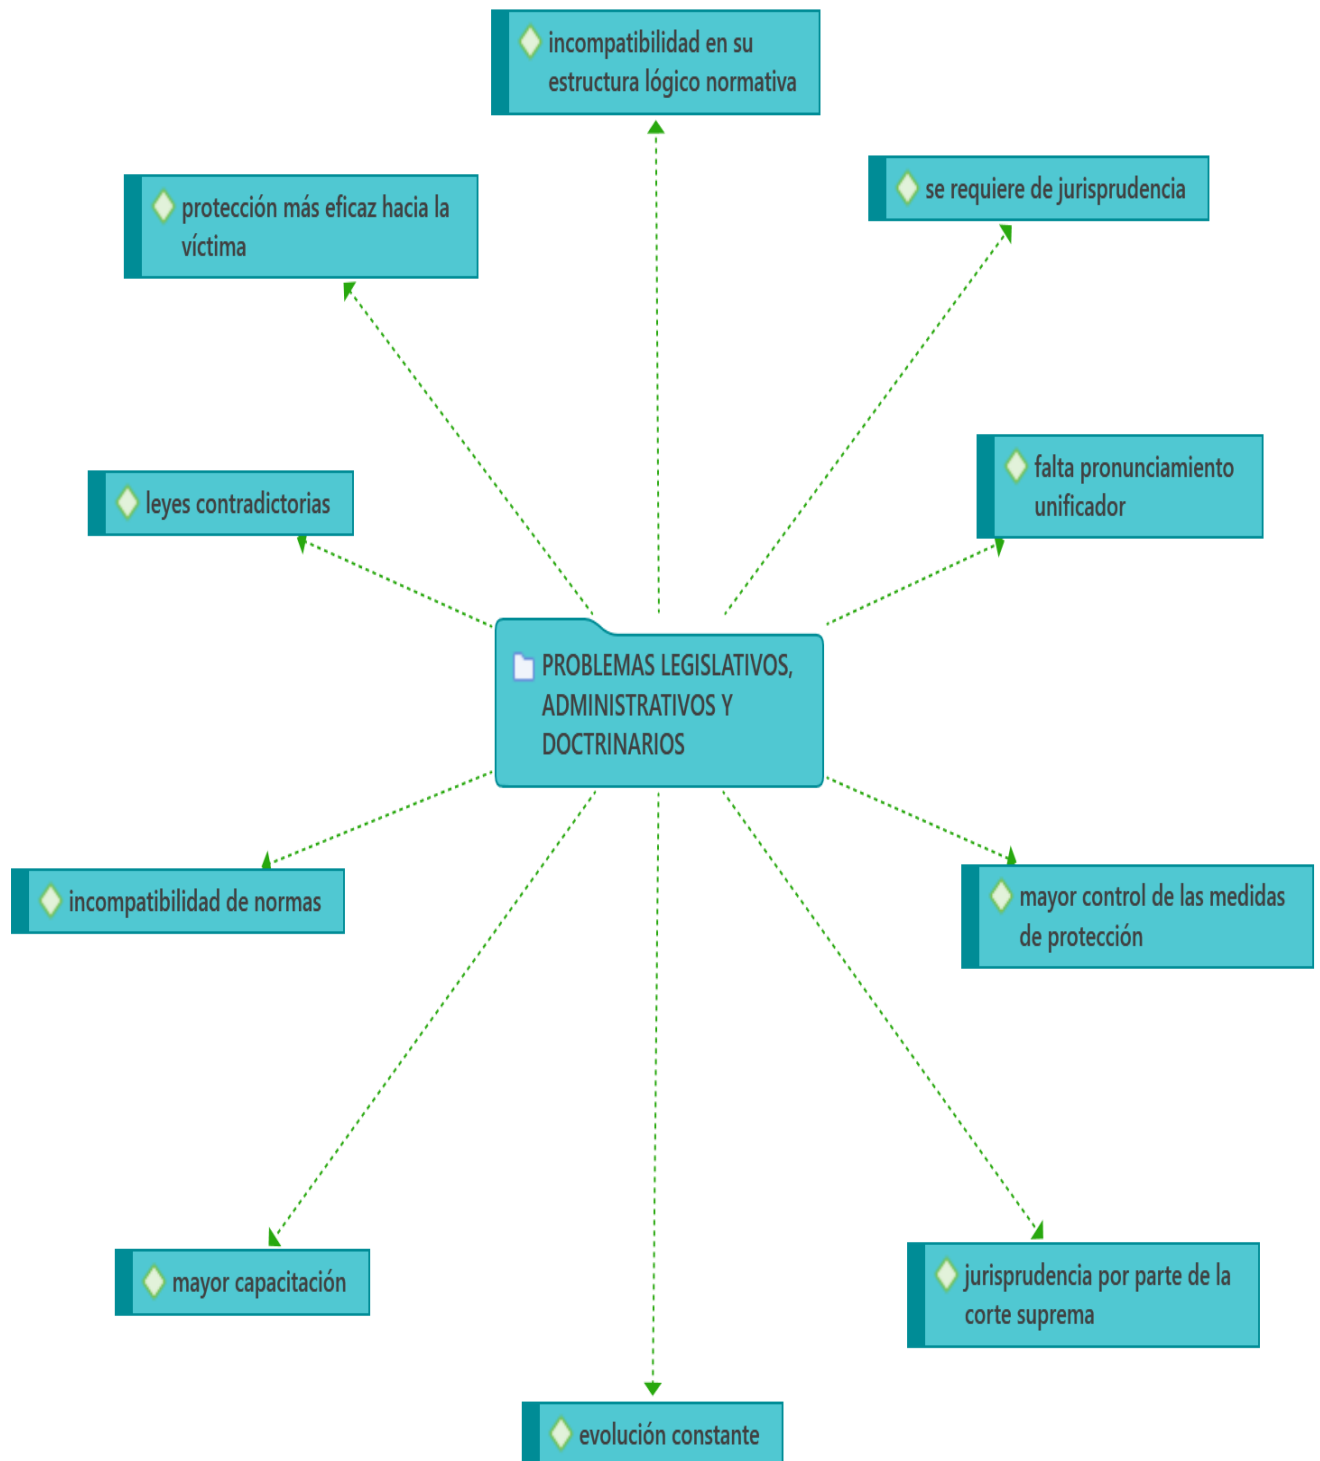 incompatibilidad en su
estructura lógico normativa
se requiere de jurisprudencia
protección más eficaz hacia la
víctima
falta pronunciamiento
unificador
leyes contradictorias
PROBLEMAS LEGISLATIVOS,
ADMINISTRATIVOS Y
DOCTRINARIOS
incompatibilidad de normas
mayor control de las medidas
de protección
mayor capacitación
jurisprudencia por parte de la
corte suprema
evolución constante